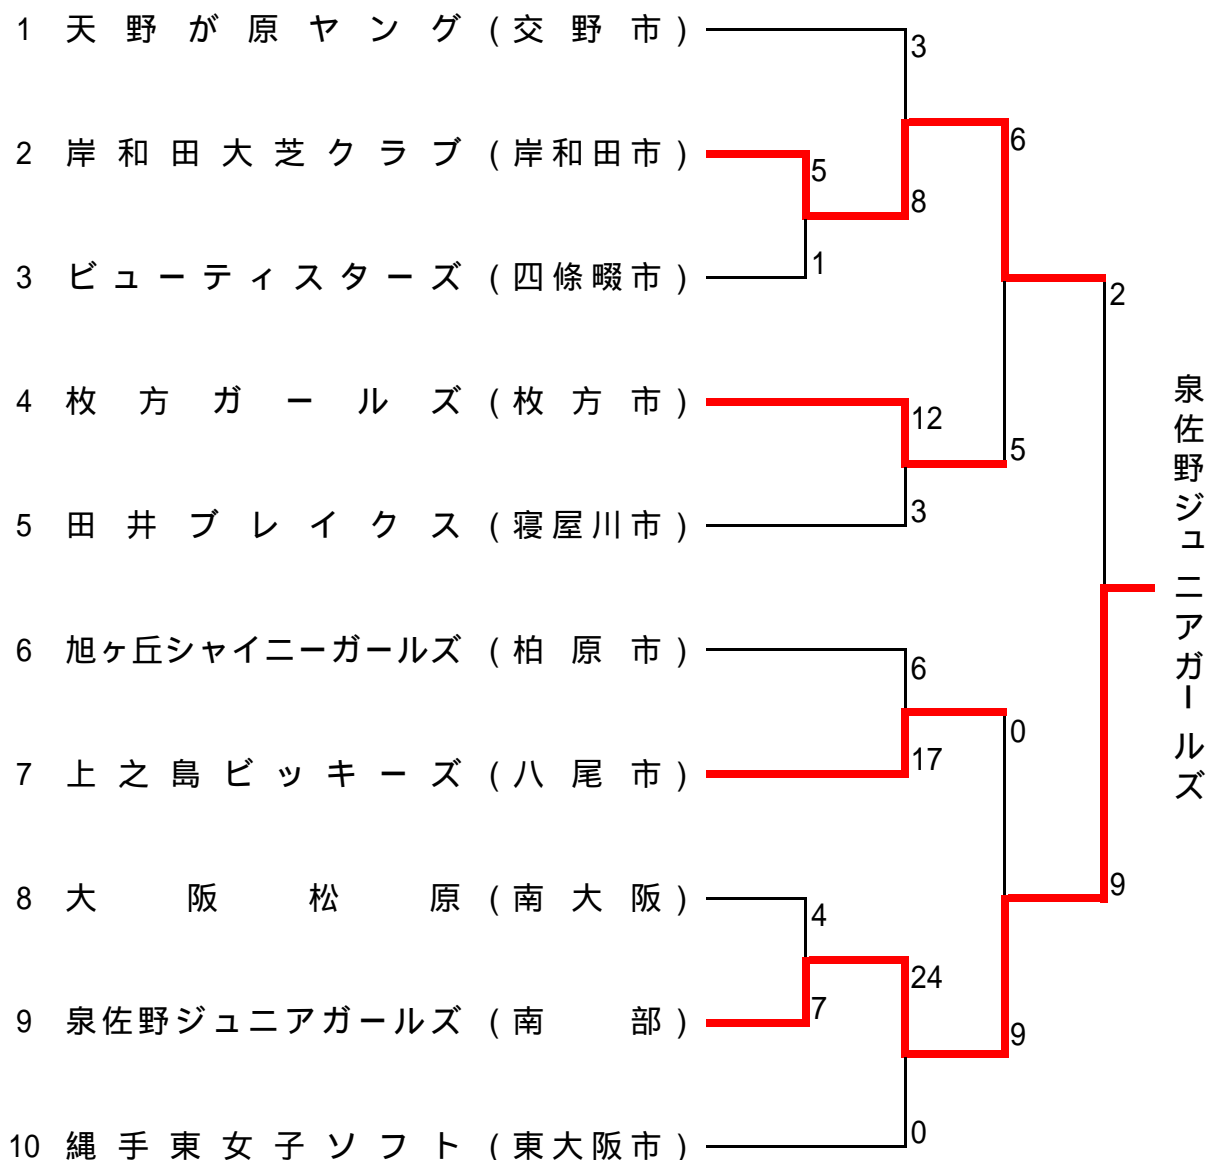 1 天野が原ヤング (交野市)
3
2 岸和田大芝クラブ (岸和田市)
6
5
8
3 ビューティスターズ (四條畷市)
1
2
4 枚方ガールズ (枚方市)
12
5
5 田井ブレイクス (寝屋川市)
3
泉佐野ジュニアガールズ
6 旭ヶ丘シャイニーガールズ (柏原市)
6
0
7 上之島ビッキーズ (八尾市)
17
8 大阪松原 (南大阪)
4
9
24
9 泉佐野ジュニアガールズ (南部)
7
9
10 縄手東女子ソフト (東大阪市)
0